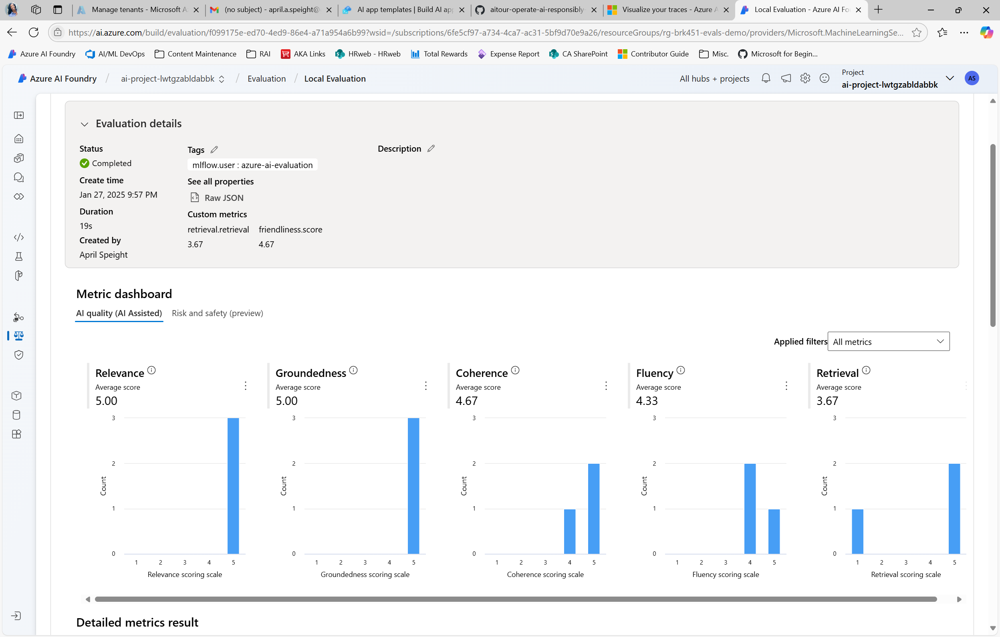 Manage tenants - Microsoft A
(no subject) - april.a.speight@
AI app templates | Build AI app
aitour-operate-ai-responsibly-
Visualize your traces - Azure A
Local Evaluation - Azure AI Fo
https://ai.azure.com/build/evaluation/f099175e-ed70-4ed9-86e4-a71a954a6b99?wsid=/subscriptions/6fe5cf97-a734-4ca7-ac31-5bf9d70e9a26/resourceGroups/rg-brk451-evals-demo/providers/Microsoft.MachineLearningSe...
Azure AI Foundry
AI/ML DevOps
Content Maintenance
RAI
AKA Links
HRweb - HRweb
Total Rewards
Expense Report
CA SharePoint
Contributor Guide
Misc.
Microsoft for Begin...
Azure AI Foundry / ai-project-lwtgzabldabbk / Evaluation / Local Evaluation
All hubs + projects
Project
ai-project-lwtgzabldabbk
AS
Evaluation details
Status
Completed
Create time
Jan 27, 2025 9:57 PM
Duration
19s
Created by
April Speight
Tags
mlflow.user : azure-ai-evaluation
See all properties
Raw JSON
Custom metrics
retrieval.retrieval friendliness.score
3.67 4.67
Description
Metric dashboard
AI quality (AI Assisted) Risk and safety (preview)
Applied filters All metrics
Relevance
Average score
5.00
3
2
1
0
Count
1 2 3 4 5
Relevance scoring scale
Groundedness
Average score
5.00
3
2
1
0
Count
1 2 3 4 5
Groundedness scoring scale
Coherence
Average score
4.67
3
2
1
0
Count
1 2 3 4 5
Coherence scoring scale
Fluency
Average score
4.33
3
2
1
0
Count
1 2 3 4 5
Fluency scoring scale
Retrieval
Average score
3.67
3
2
1
0
Count
1 2 3 4 5
Retrieval scoring scale
Detailed metrics result